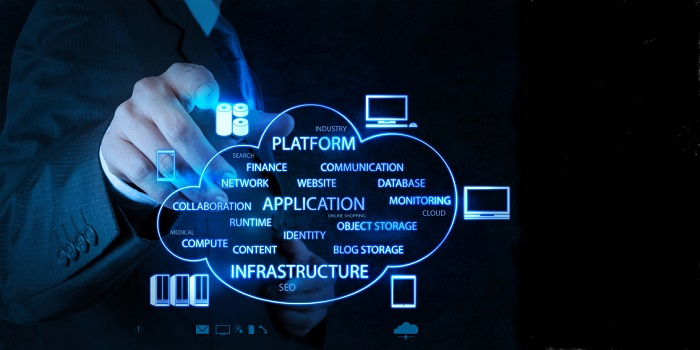 INDUSTRY
PLATFORM
SEARCH
FINANCE COMMUNICATION
NETWORK WEBSITE DATABASE
COLLABORATION APPLICATION MONITORING
CLOUD
ONLINE SHOPPING
RUNTIME OBJECT STORAGE
MEDICAL IDENTITY
COMPUTE CONTENT BLOG STORAGE
INFRASTRUCTURE
SEO